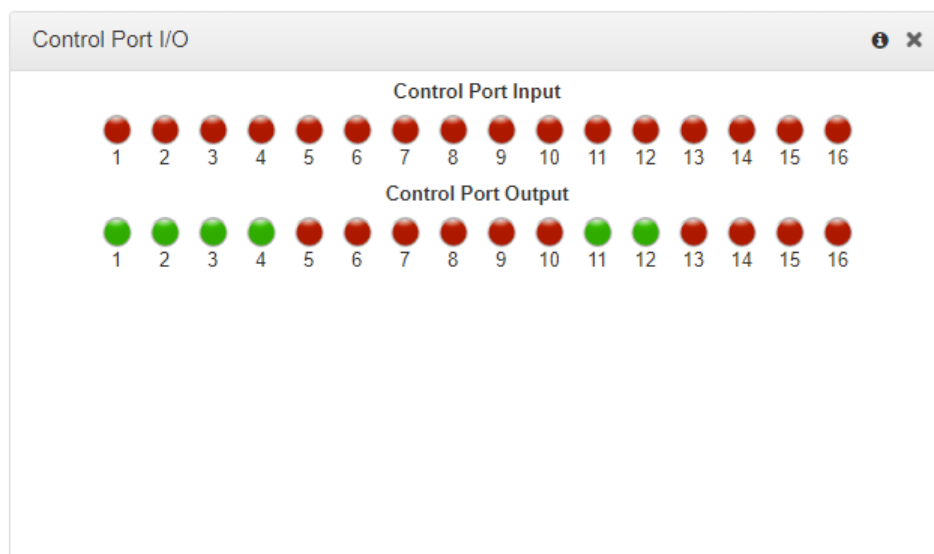 Control Port I/O
Control Port Input
1 2 3 4 5 6 7 8 9 10 11 12 13 14 15 16
Control Port Output
1 2 3 4 5 6 7 8 9 10 11 12 13 14 15 16